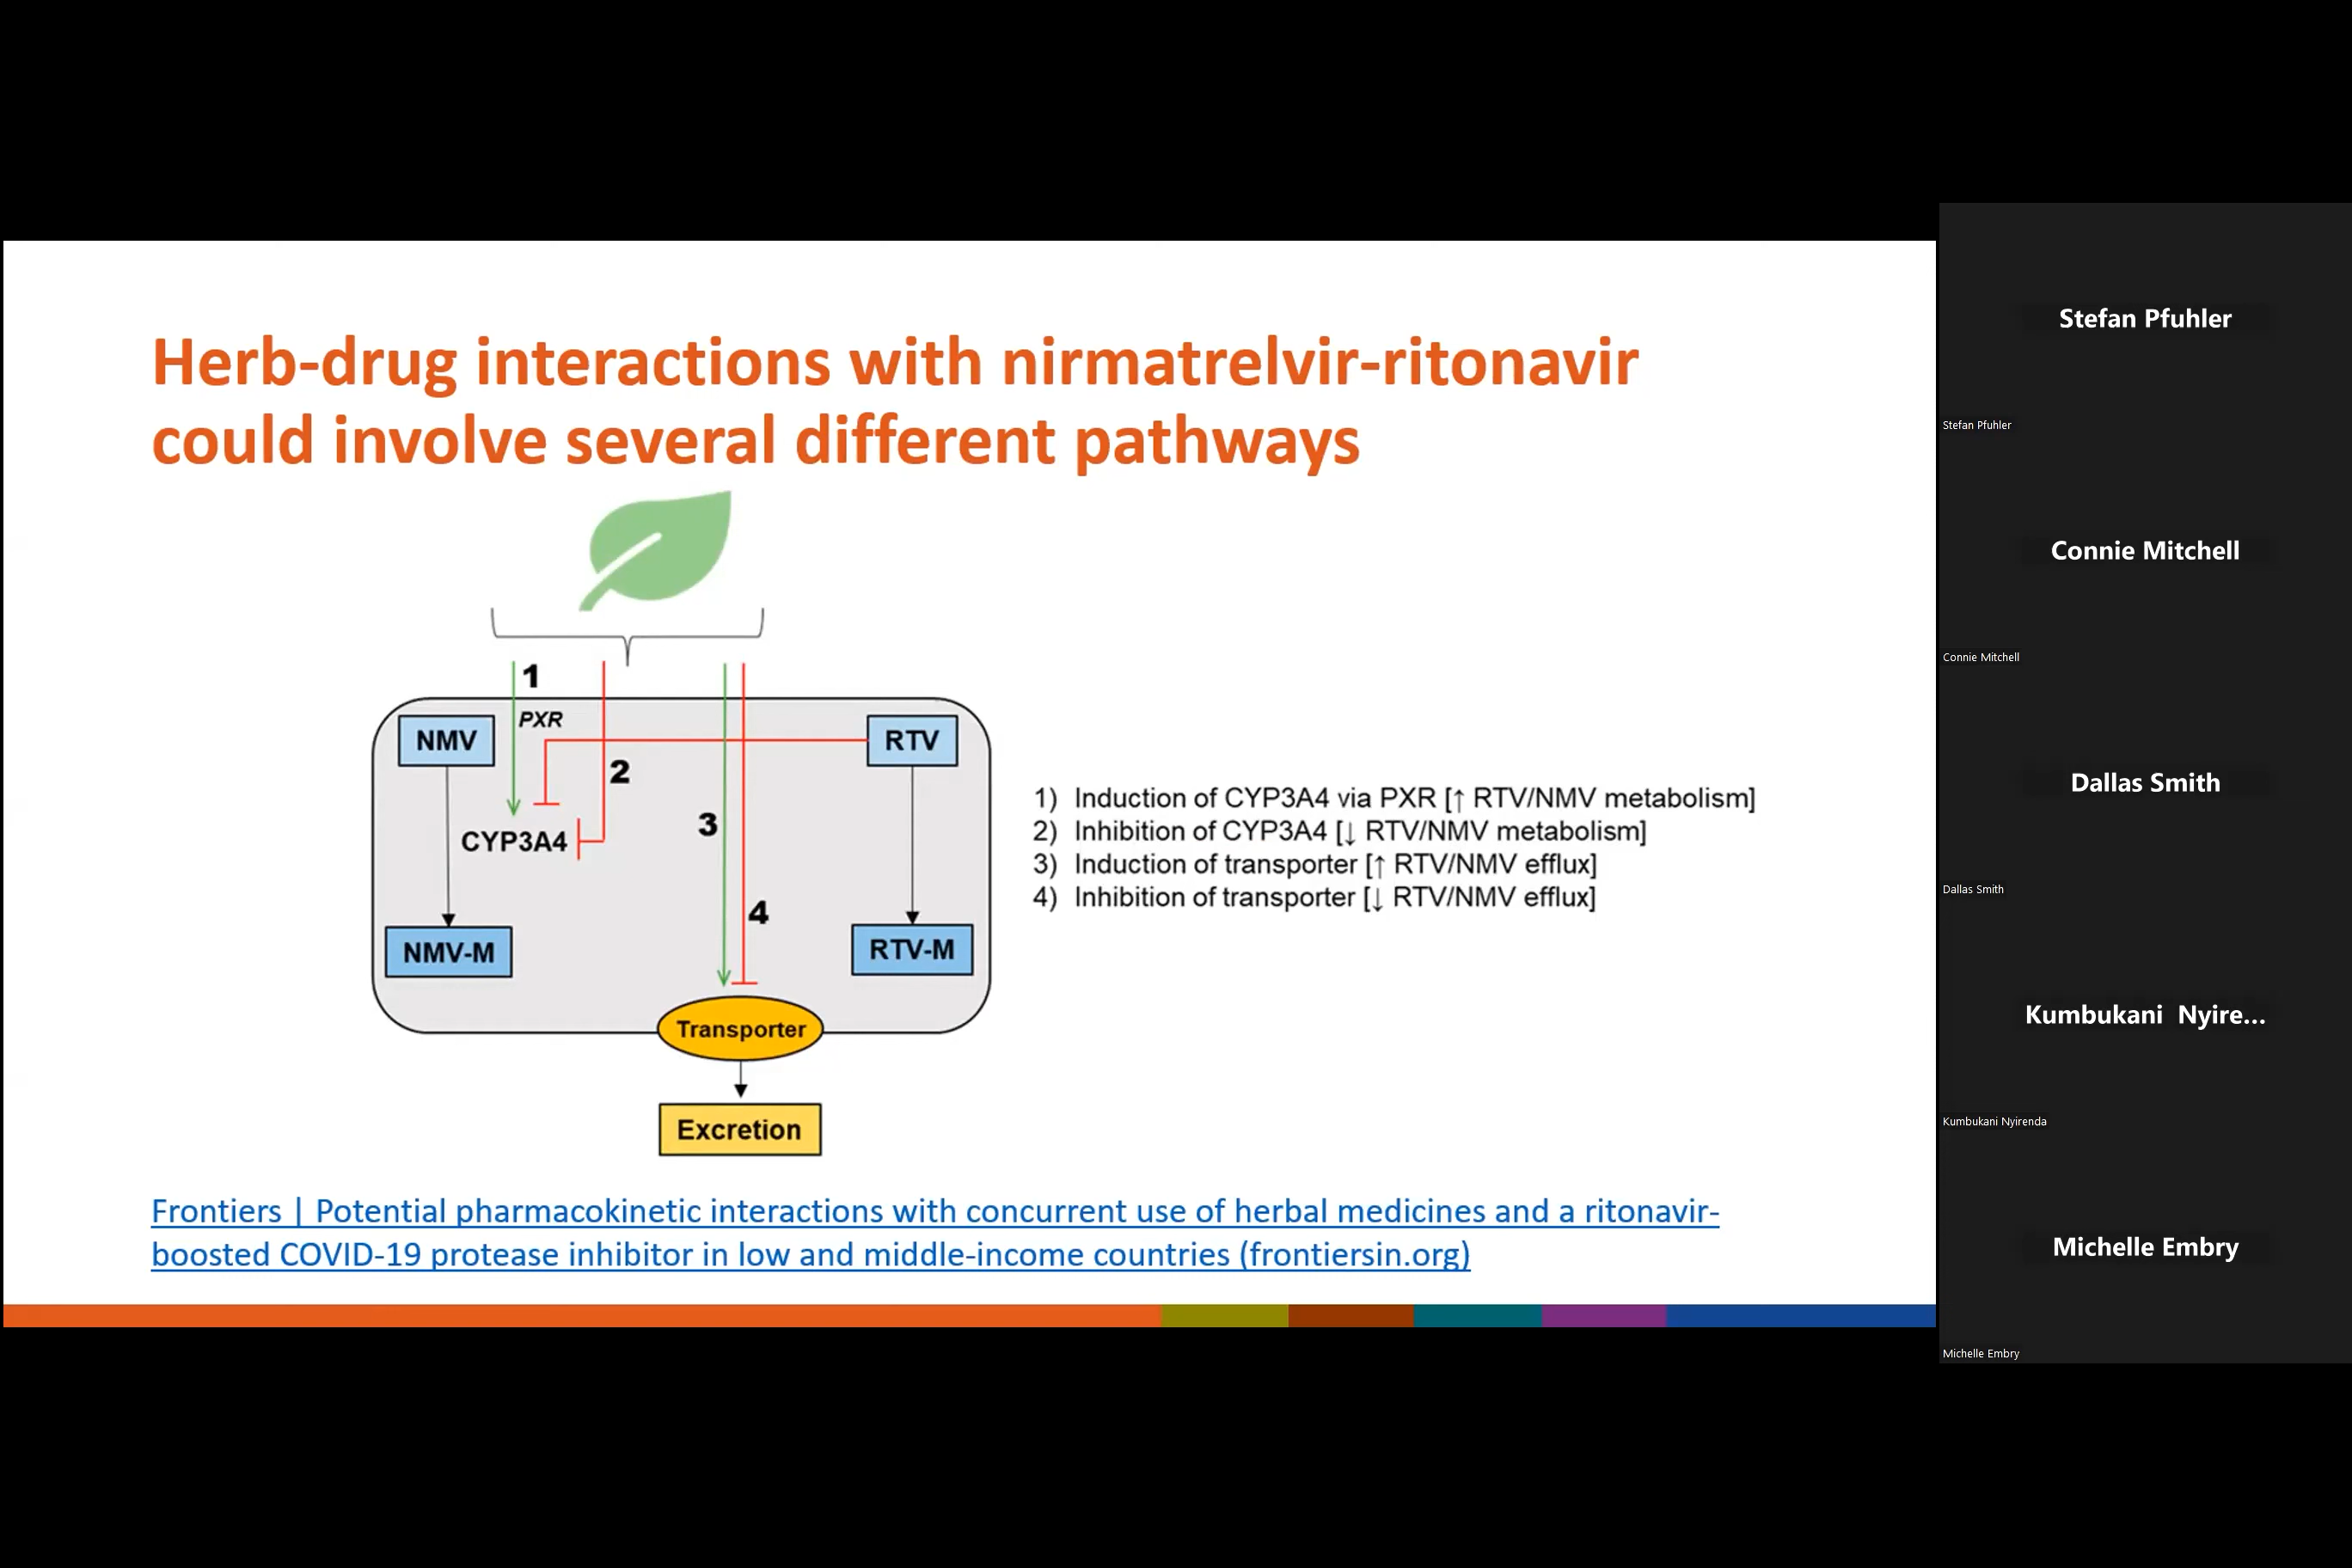 Herb-drug interactions with nirmatrelvir-ritonavir
could involve several different pathways
1
PXR
NMV
RTV
2
CYP3A4
3
4
NMV-M
RTV-M
Transporter
Excretion
1) Induction of CYP3A4 via PXR [↑ RTV/NMV metabolism]
2) Inhibition of CYP3A4 [↓ RTV/NMV metabolism]
3) Induction of transporter [↑ RTV/NMV efflux]
4) Inhibition of transporter [↓ RTV/NMV efflux]
Frontiers | Potential pharmacokinetic interactions with concurrent use of herbal medicines and a ritonavir-
boosted COVID-19 protease inhibitor in low and middle-income countries (frontiersin.org)
Stefan Pfuhler
Stefan Pfuhler
Connie Mitchell
Connie Mitchell
Dallas Smith
Dallas Smith
Kumbukani Nyire...
Kumbukani Nyirenda
Michelle Embry
Michelle Embry